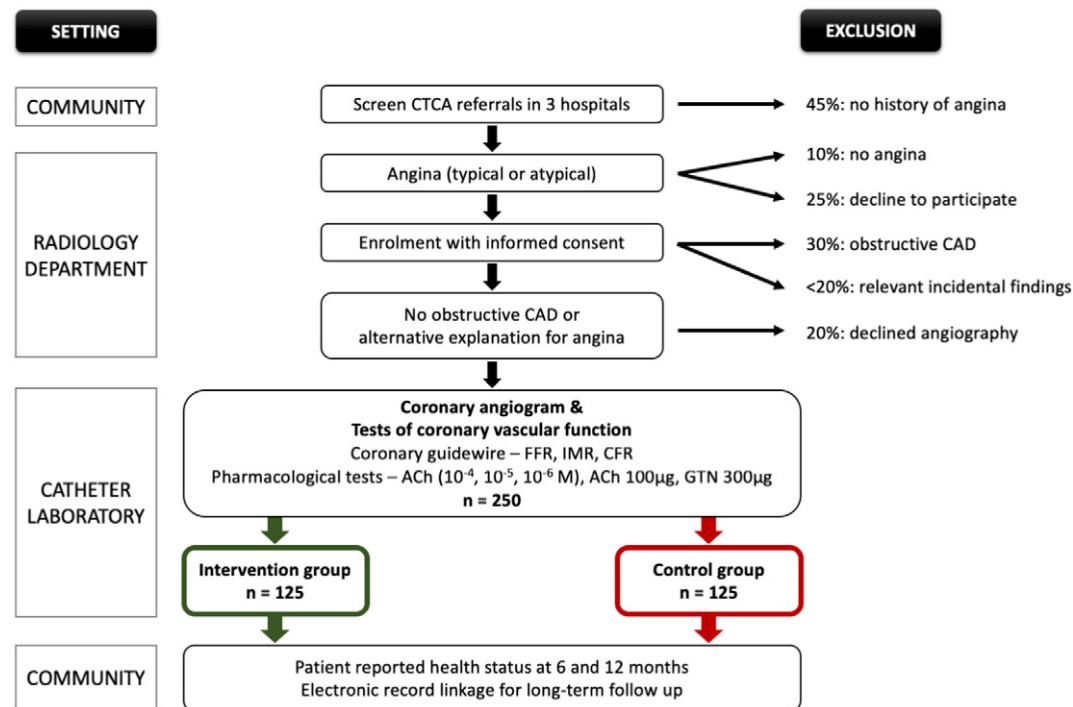 SETTING
EXCLUSION
COMMUNITY
Screen CTCA referrals in 3 hospitals
45%: no history of angina
RADIOLOGY
DEPARTMENT
Angina (typical or atypical)
10%: no angina
25%: decline to participate
Enrolment with informed consent
30%: obstructive CAD
<20%: relevant incidental findings
No obstructive CAD or
alternative explanation for angina
20%: declined angiography
CATHETER
LABORATORY
Coronary angiogram &
Tests of coronary vascular function
Coronary guidewire – FFR, IMR, CFR
Pharmacological tests – ACh (10⁻⁴, 10⁻⁵, 10⁻⁶ M), ACh 100µg, GTN 300µg
n = 250
Intervention group
n = 125
Control group
n = 125
COMMUNITY
Patient reported health status at 6 and 12 months
Electronic record linkage for long-term follow up